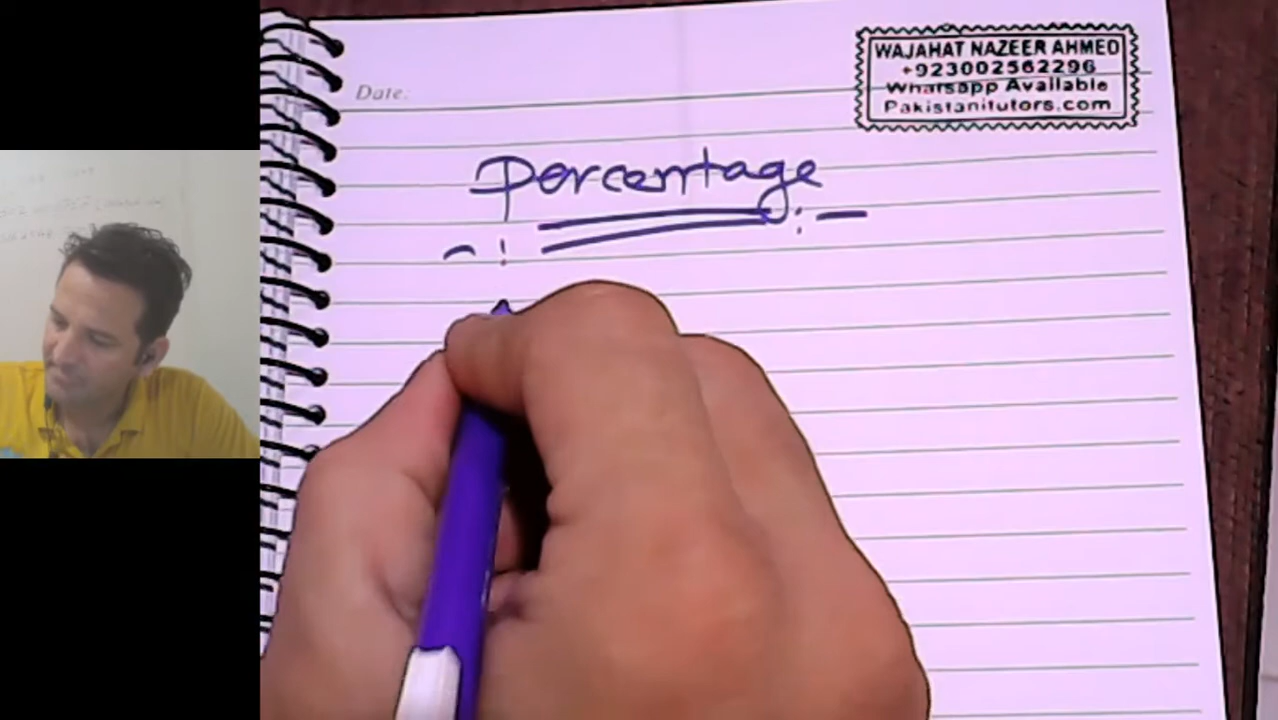 Date:
WAJAHAT NAZEER AHMED
+923002562296
Whatsapp Available
Pakistanitutors.com
Percentage